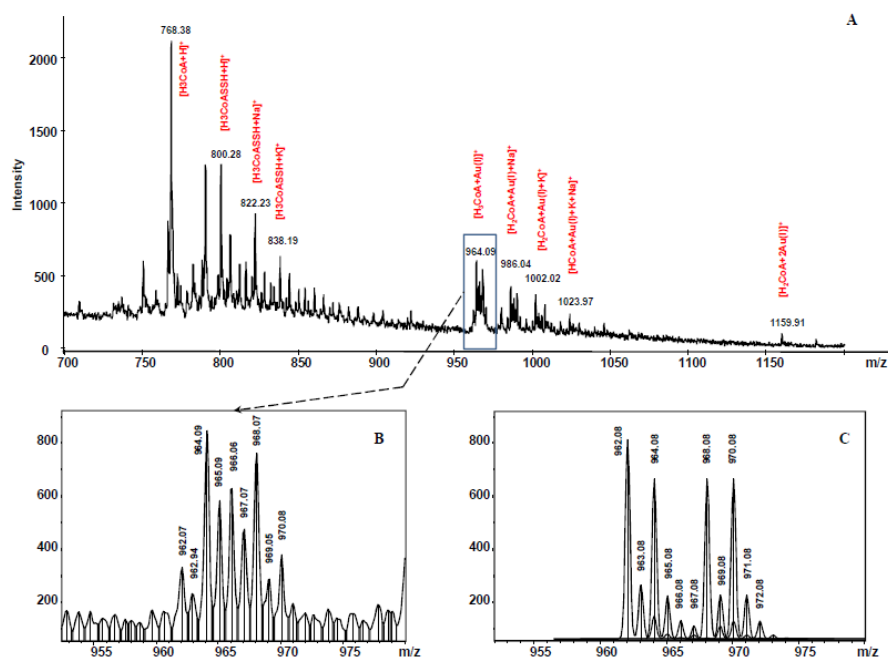 A
768.38
[H3CoA+H]⁺
[H3CoASSH+H]⁺
800.28
[H3CoASSH+Na]⁺
822.23
[H3CoASSH+K]⁺
838.19
[H₂CoA+Au(I)]⁺
964.09
[H₂CoA+Au(I)+Na]⁺
986.04
[H₂CoA+Au(I)+K]⁺
1002.02
[HCoA+Au(I)+K+Na]⁺
1023.97
[H₂CoA+2Au(I)]⁺
1159.91
Intensity
2000
1500
1000
500
0
700 750 800 850 900 950 1000 1050 1100 1150 m/z
B
800
600
400
200
962.07
962.94
964.09
965.09
966.06
967.07
968.07
969.05
970.08
955 960 965 970 975 m/z
C
800
600
400
200
962.08
963.08
964.08
965.08
966.08
967.08
968.08
969.08
970.08
971.08
972.08
955 960 965 970 975 m/z